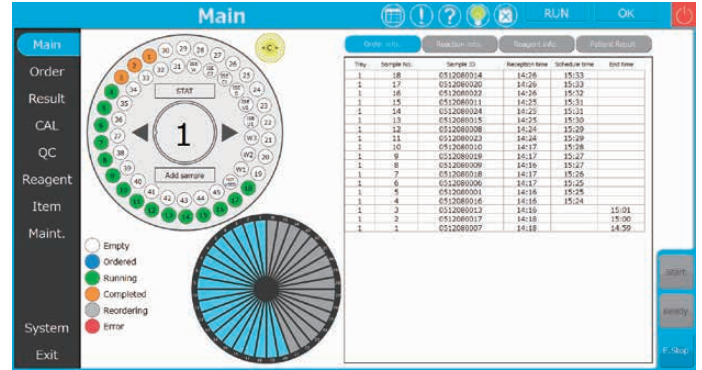 Main
RUN
OK
Main
Order
Result
CAL
QC
Reagent
Item
Maint.
System
Exit
<C>
STAT
1
Add sample
Empty
Ordered
Running
Completed
Reordering
Error
Order info.
Reaction info.
Reagent info.
Patient Result
Tray Sample No. Sample ID Reception time Schedule time End time
1 18 0512080014 14:26 15:33
1 17 0512080020 14:26 15:33
1 16 0512080022 14:26 15:32
1 15 0512080011 14:25 15:31
1 14 0512080024 14:25 15:31
1 13 0512080015 14:25 15:30
1 12 0512080008 14:24 15:29
1 11 0512080023 14:24 15:29
1 10 0512080010 14:17 15:28
1 9 0512080019 14:17 15:27
1 8 0512080009 14:16 15:27
1 7 0512080018 14:17 15:26
1 6 0512080006 14:17 15:25
1 5 0512080001 14:16 15:25
1 4 0512080016 14:16 15:24
1 3 0512080013 14:16 15:01
1 2 0512080017 14:18 15:00
1 1 0512080007 14:18 14:59
Start
Ready
P.Stop